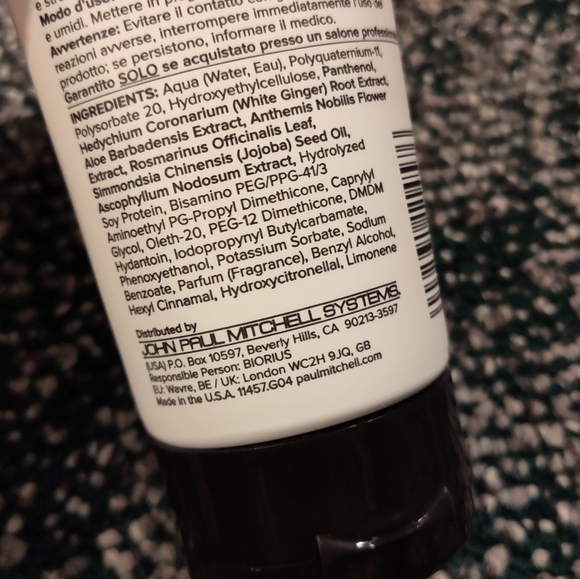 Modo d'uso
e umidi. Mettere in
Avvertenze: Evitare il contatto
reazioni avverse, interrompere immediatamente l'uso del
prodotto; se persistono, informare il medico.
Garantito SOLO se acquistato presso un salone
INGREDIENTS: Aqua (Water, Eau), Polyquaternium-11,
Polysorbate 20, Hydroxyethylcellulose, Panthenol,
Hedychium Coronarium (White Ginger) Root Extract,
Aloe Barbadensis Extract, Anthemis Nobilis Flower
Extract, Rosmarinus Officinalis Leaf,
Simmondsia Chinensis (Jojoba) Seed Oil,
Ascophyllum Nodosum Extract, Hydrolyzed
Soy Protein, Bisamino PEG/PPG-41/3
Aminoethyl PG-Propyl Dimethicone, Caprylyl
Glycol, Oleth-20, PEG-12 Dimethicone, DMDM
Hydantoin, Iodopropynyl Butylcarbamate,
Phenoxyethanol, Potassium Sorbate, Sodium
Benzoate, Parfum (Fragrance), Benzyl Alcohol,
Hexyl Cinnamal, Hydroxycitronellal, Limonene
Distributed by
JOHN PAUL MITCHELL SYSTEMS.
(USA) P.O. Box 10597, Beverly Hills, CA 90213-3597
Responsible Person: BIORIUS
EU: Wavre, BE / UK: London WC2H 9JQ, GB
Made in the U.S.A. 11457.G04 paulmitchell.com